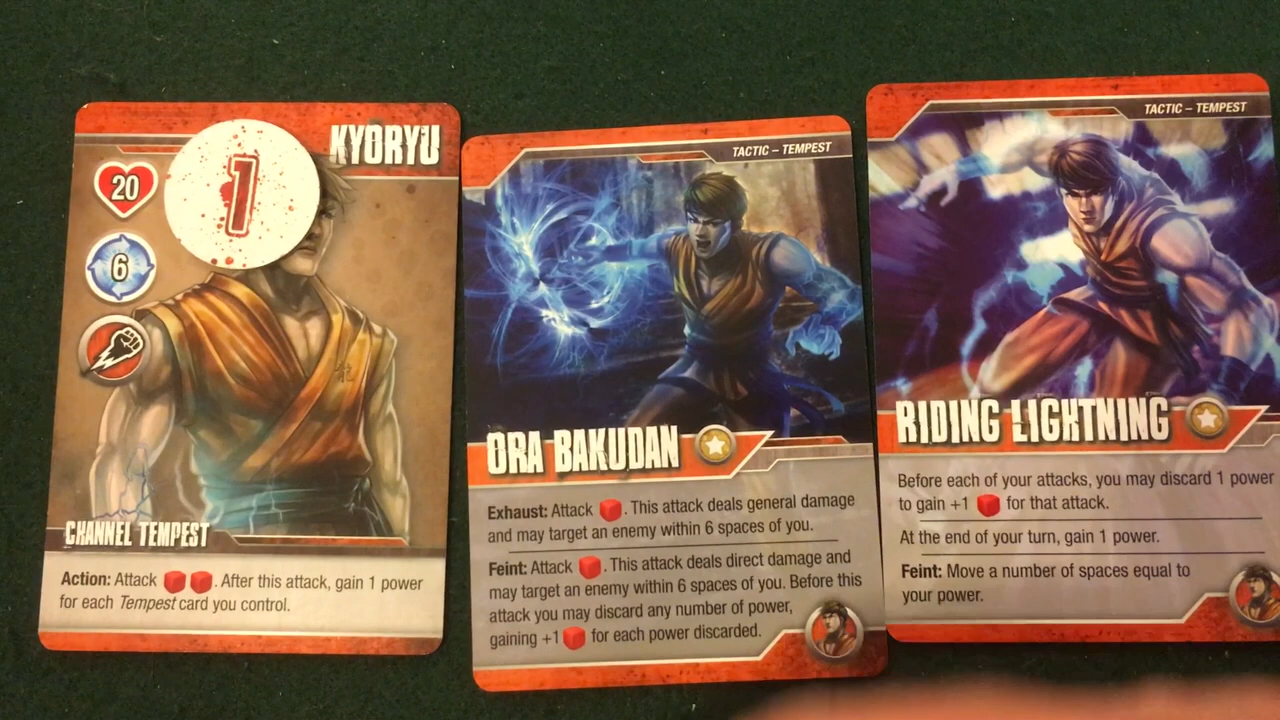 KYORYU
1
20
6
龍
CHANNEL TEMPEST
Action: Attack . After this attack, gain 1 power
for each Tempest card you control.
TACTIC – TEMPEST
ORA BAKUDAN
Exhaust: Attack . This attack deals general damage
and may target an enemy within 6 spaces of you.
Feint: Attack . This attack deals direct damage and
may target an enemy within 6 spaces of you. Before this
attack you may discard any number of power,
gaining +1 for each power discarded.
TACTIC – TEMPEST
RIDING LIGHTNING
Before each of your attacks, you may discard 1 power
to gain +1 for that attack.
At the end of your turn, gain 1 power.
Feint: Move a number of spaces equal to
your power.